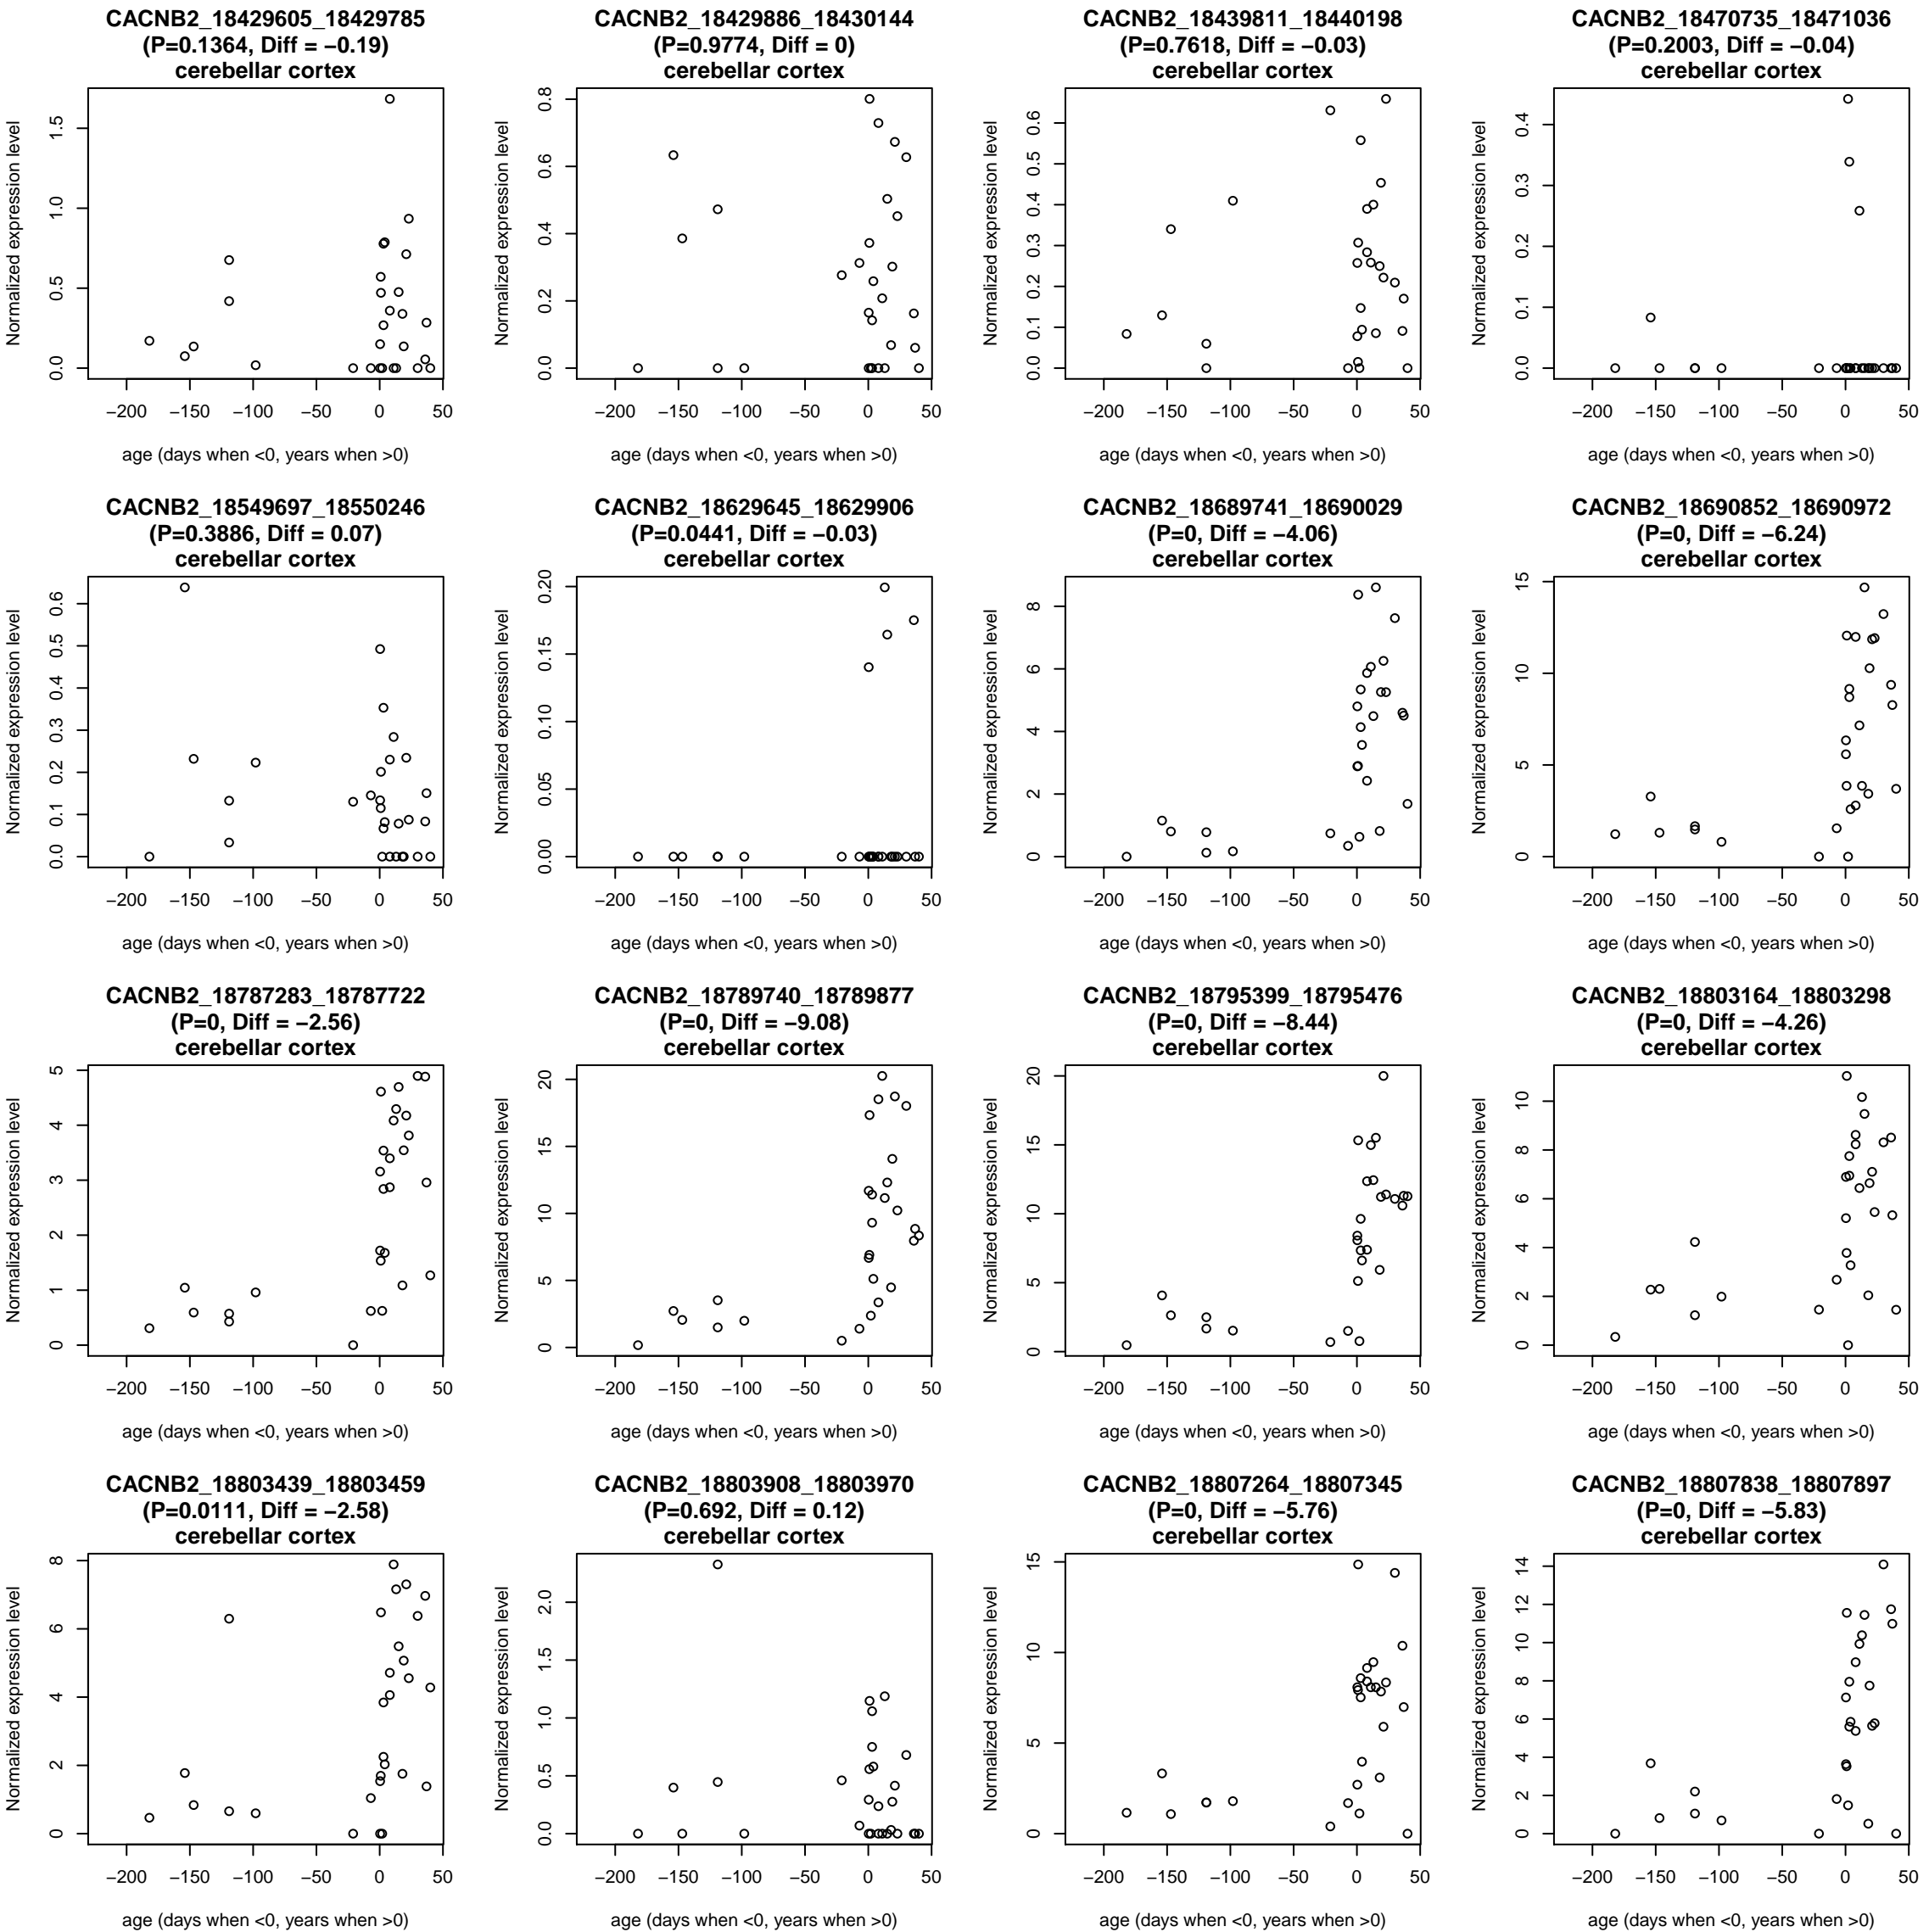 CACNB2_18429605_18429785
(P=0.1364, Diff = −0.19)
cerebellar cortex
Normalized expression level
0.0 0.5 1.0 1.5
−200 −150 −100 −50 0 50
age (days when <0, years when >0)
CACNB2_18429886_18430144
(P=0.9774, Diff = 0)
cerebellar cortex
Normalized expression level
0.0 0.2 0.4 0.6 0.8
−200 −150 −100 −50 0 50
age (days when <0, years when >0)
CACNB2_18439811_18440198
(P=0.7618, Diff = −0.03)
cerebellar cortex
Normalized expression level
0.0 0.1 0.2 0.3 0.4 0.5 0.6
−200 −150 −100 −50 0 50
age (days when <0, years when >0)
CACNB2_18470735_18471036
(P=0.2003, Diff = −0.04)
cerebellar cortex
Normalized expression level
0.0 0.1 0.2 0.3 0.4
−200 −150 −100 −50 0 50
age (days when <0, years when >0)
CACNB2_18549697_18550246
(P=0.3886, Diff = 0.07)
cerebellar cortex
Normalized expression level
0.0 0.1 0.2 0.3 0.4 0.5 0.6
−200 −150 −100 −50 0 50
age (days when <0, years when >0)
CACNB2_18629645_18629906
(P=0.0441, Diff = −0.03)
cerebellar cortex
Normalized expression level
0.00 0.05 0.10 0.15 0.20
−200 −150 −100 −50 0 50
age (days when <0, years when >0)
CACNB2_18689741_18690029
(P=0, Diff = −4.06)
cerebellar cortex
Normalized expression level
0 2 4 6 8
−200 −150 −100 −50 0 50
age (days when <0, years when >0)
CACNB2_18690852_18690972
(P=0, Diff = −6.24)
cerebellar cortex
Normalized expression level
0 5 10 15
−200 −150 −100 −50 0 50
age (days when <0, years when >0)
CACNB2_18787283_18787722
(P=0, Diff = −2.56)
cerebellar cortex
Normalized expression level
0 1 2 3 4 5
−200 −150 −100 −50 0 50
age (days when <0, years when >0)
CACNB2_18789740_18789877
(P=0, Diff = −9.08)
cerebellar cortex
Normalized expression level
0 5 10 15 20
−200 −150 −100 −50 0 50
age (days when <0, years when >0)
CACNB2_18795399_18795476
(P=0, Diff = −8.44)
cerebellar cortex
Normalized expression level
0 5 10 15 20
−200 −150 −100 −50 0 50
age (days when <0, years when >0)
CACNB2_18803164_18803298
(P=0, Diff = −4.26)
cerebellar cortex
Normalized expression level
0 2 4 6 8 10
−200 −150 −100 −50 0 50
age (days when <0, years when >0)
CACNB2_18803439_18803459
(P=0.0111, Diff = −2.58)
cerebellar cortex
Normalized expression level
0 2 4 6 8
−200 −150 −100 −50 0 50
age (days when <0, years when >0)
CACNB2_18803908_18803970
(P=0.692, Diff = 0.12)
cerebellar cortex
Normalized expression level
0.0 0.5 1.0 1.5 2.0
−200 −150 −100 −50 0 50
age (days when <0, years when >0)
CACNB2_18807264_18807345
(P=0, Diff = −5.76)
cerebellar cortex
Normalized expression level
0 5 10 15
−200 −150 −100 −50 0 50
age (days when <0, years when >0)
CACNB2_18807838_18807897
(P=0, Diff = −5.83)
cerebellar cortex
Normalized expression level
0 2 4 6 8 10 12 14
−200 −150 −100 −50 0 50
age (days when <0, years when >0)